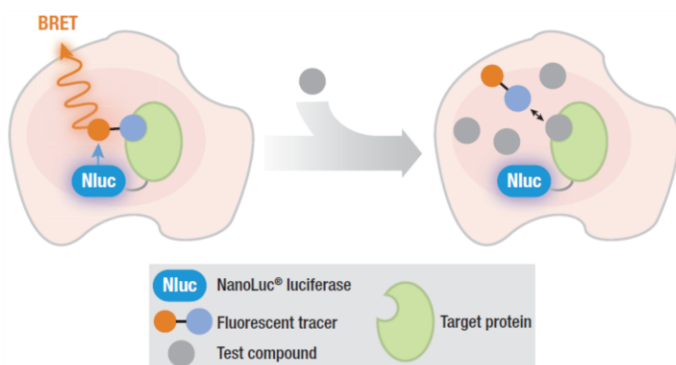 BRET
Nluc
Nluc
Nluc NanoLuc® luciferase
Fluorescent tracer
Target protein
Test compound